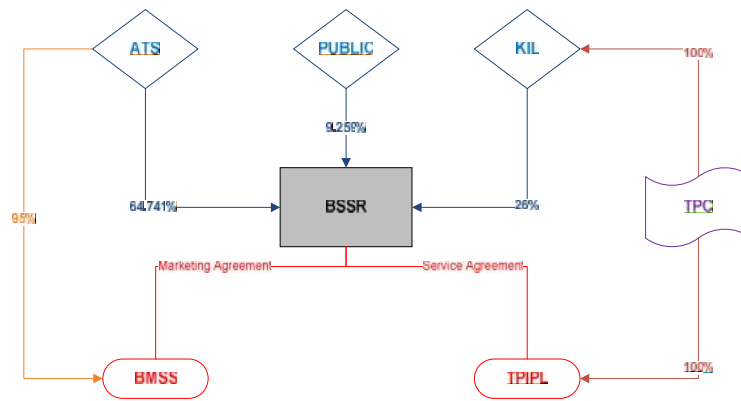 ATS
PUBLIC
KIL
100%
9.259%
64.741%
BSSR
26%
TPC
95%
Marketing Agreement
Service Agreement
100%
BMSS
TPIPL